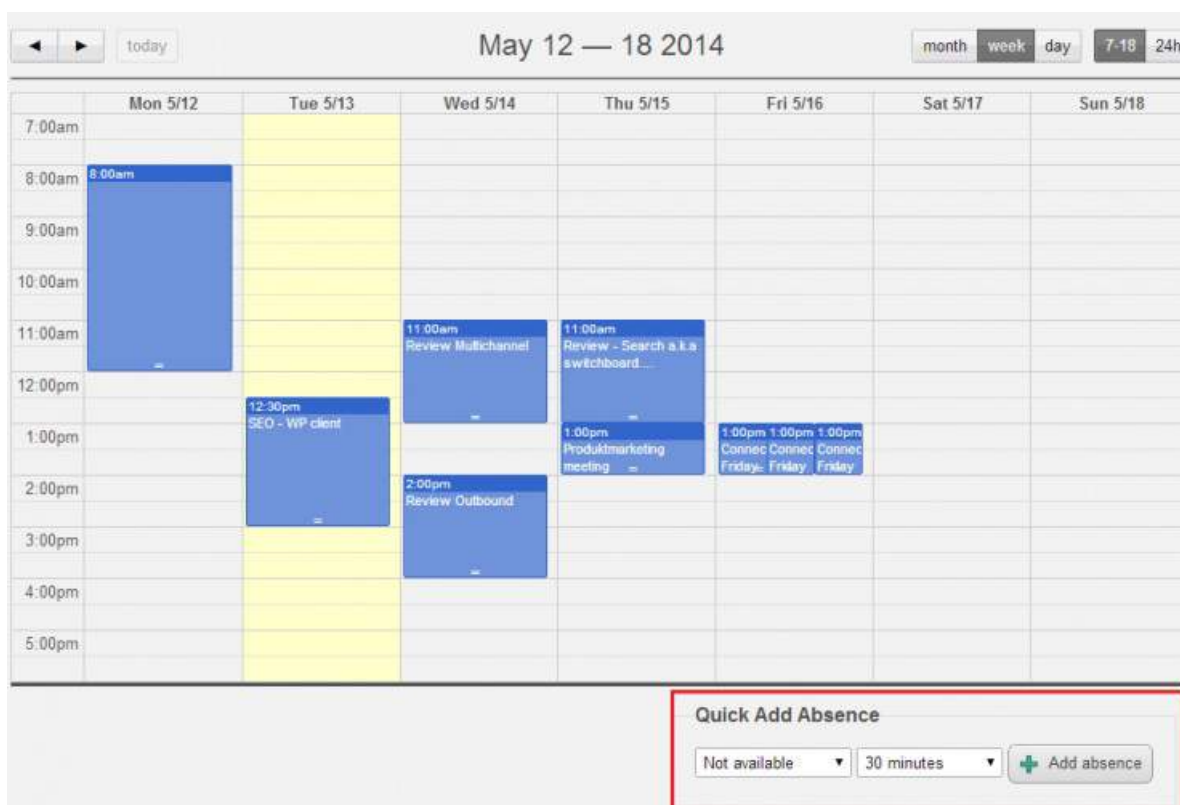 ◄ ► today May 12 — 18 2014 month week day 7-18 24h
Mon 5/12 Tue 5/13 Wed 5/14 Thu 5/15 Fri 5/16 Sat 5/17 Sun 5/18
7:00am
8:00am 8:00am
9:00am
10:00am
11:00am 11:00am 11:00am
Review Multichannel Review - Search a.k.a
switchboard....
12:00pm
12:30pm
SEO - WP client
1:00pm 1:00pm 1:00pm 1:00pm 1:00pm
Produktmarketing Connec Connec Connec
meeting Friday Friday Friday
2:00pm 2:00pm
Review Outbound
3:00pm
4:00pm
5:00pm
Quick Add Absence
Not available 30 minutes Add absence